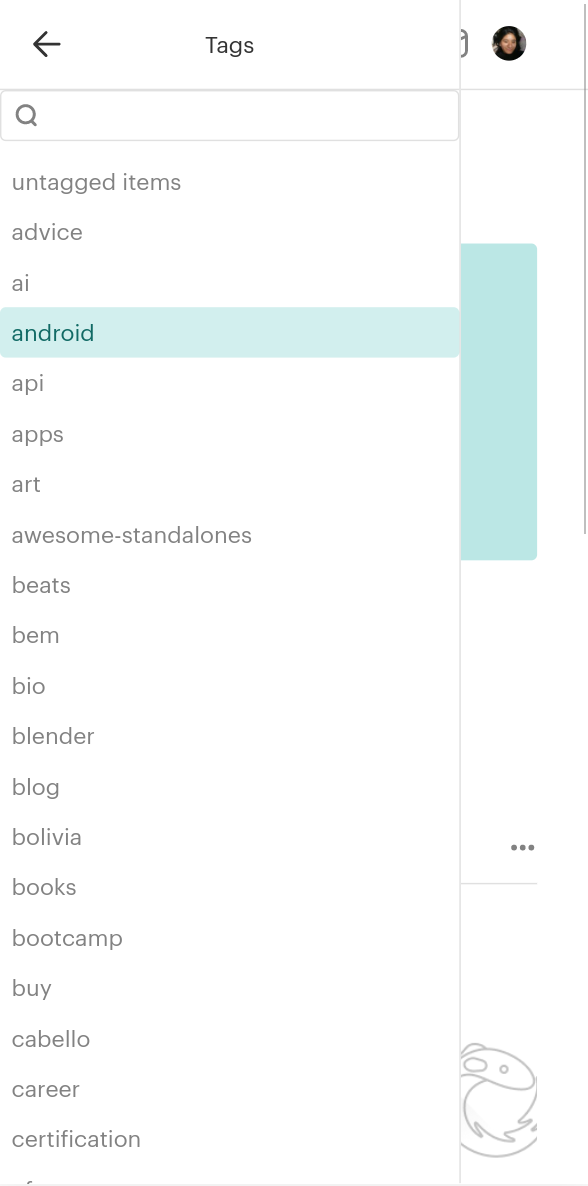 Tags
untagged items
advice
ai
android
api
apps
art
awesome-standalones
beats
bem
bio
blender
blog
bolivia
books
bootcamp
buy
cabello
career
certification